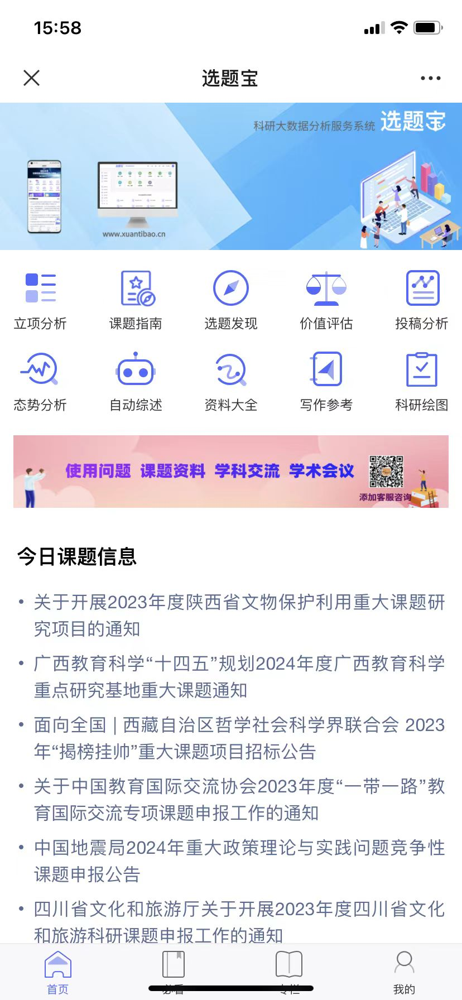 15:58
选题宝
科研大数据分析服务系统 选题宝
www.xuantibao.cn
立项分析 课题指南 选题发现 价值评估 投稿分析
态势分析 自动综述 资料大全 写作参考 科研绘图
使用问题 课题资料 学科交流 学术会议
添加客服咨询
今日课题信息
• 关于开展2023年度陕西省文物保护利用重大课题研
究项目的通知
• 广西教育科学“十四五”规划2024年度广西教育科学
重点研究基地重大课题通知
• 面向全国 | 西藏自治区哲学社会科学界联合会 2023
年“揭榜挂帅”重大课题项目招标公告
• 关于中国教育国际交流协会2023年度“一带一路”教
育国际交流专项课题申报工作的通知
• 中国地震局2024年重大政策理论与实践问题竞争性
课题申报公告
• 四川省文化和旅游厅关于开展2023年度四川省文化
和旅游科研课题申报工作的通知
首页 必看 专栏 我的